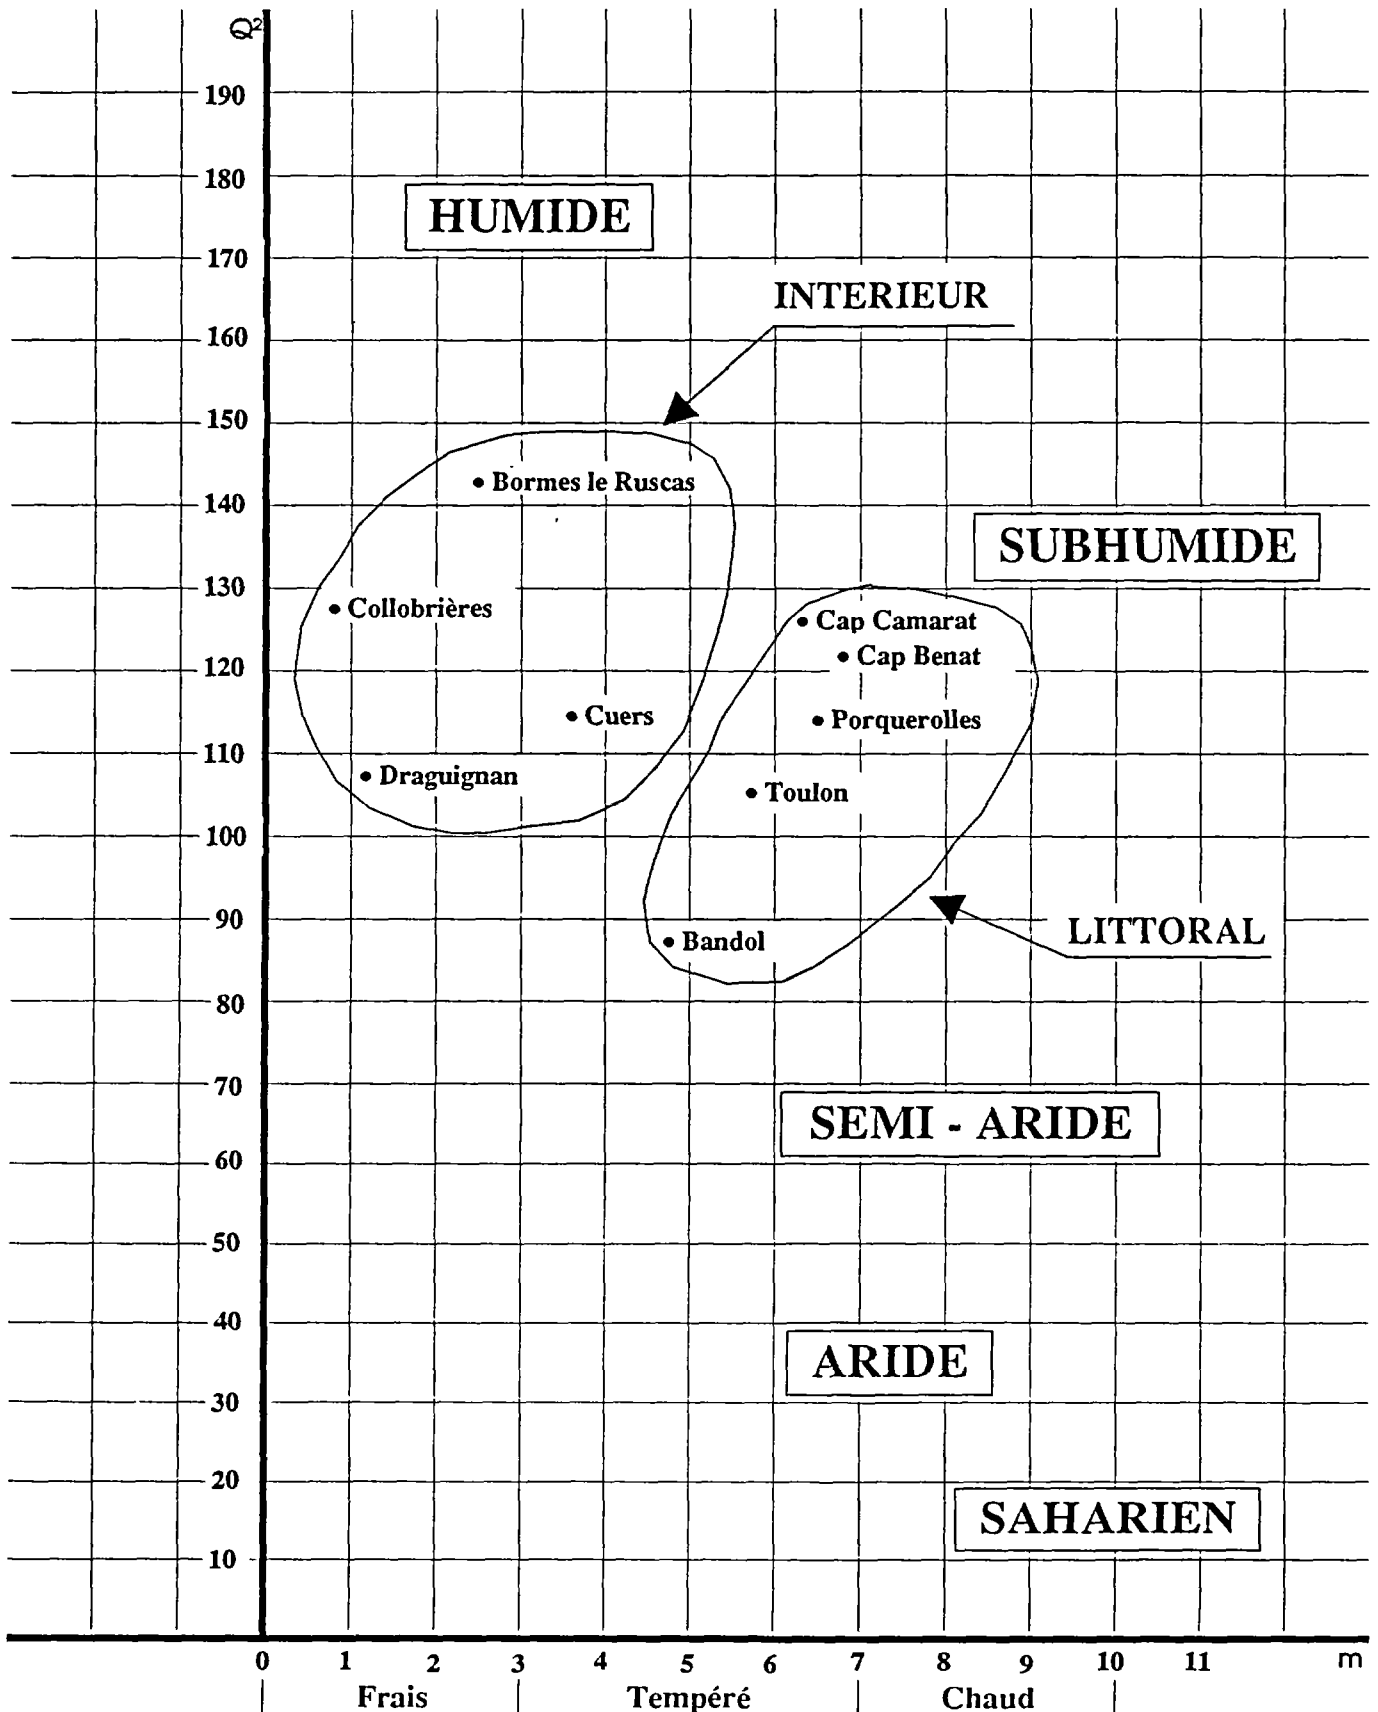 Q2
190
180
HUMIDE
170
INTERIEUR
160
150
Bormes le Ruscas
140
SUBHUMIDE
130
Collobrières
Cap Camarat
Cap Benat
120
Cuers
Porquerolles
110
Draguignan
Toulon
100
90
LITTORAL
Bandol
80
70
SEMI - ARIDE
60
50
40
ARIDE
30
20
SAHARIEN
10
0 1 2 3 4 5 6 7 8 9 10 11 m
Frais Tempéré Chaud